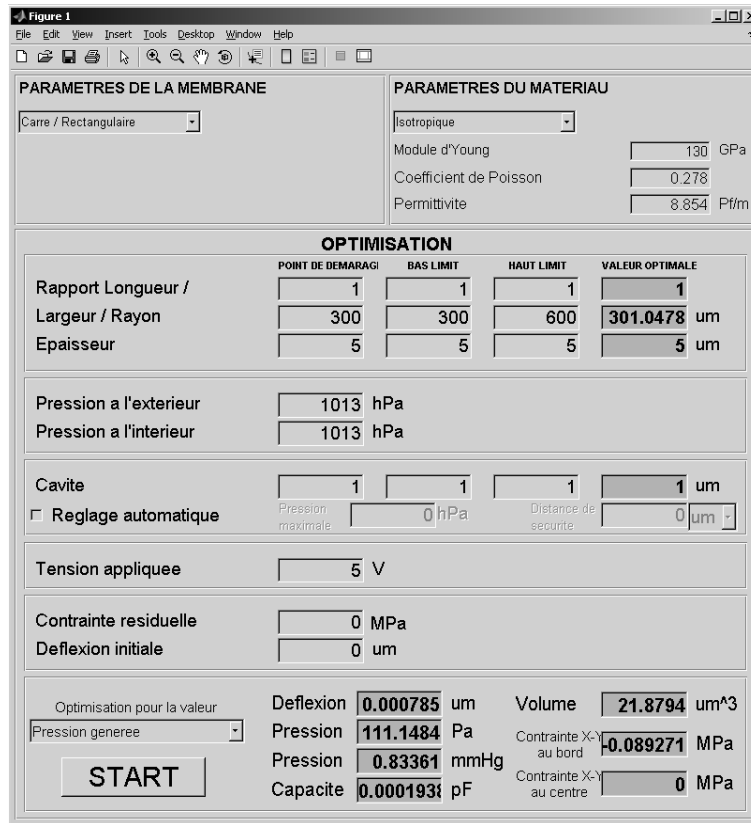 Figure 1
File Edit View Insert Tools Desktop Window Help
PARAMETRES DE LA MEMBRANE
Carre / Rectangulaire
PARAMETRES DU MATERIAU
Isotropique
Module d'Young 130 GPa
Coefficient de Poisson 0.278
Permittivite 8.854 Pf/m
OPTIMISATION
POINT DE DEMARAGI BAS LIMIT HAUT LIMIT VALEUR OPTIMALE
Rapport Longueur / 1 1 1 1
Largeur / Rayon 300 300 600 301.0478 um
Epaisseur 5 5 5 5 um
Pression a l'exterieur 1013 hPa
Pression a l'interieur 1013 hPa
Cavite 1 1 1 1 um
Reglage automatique Pression maximale 0 hPa Distance de securite 0 um
Tension appliquee 5 V
Contrainte residuelle 0 MPa
Deflexion initiale 0 um
Optimisation pour la valeur
Pression generée
START
Deflexion 0.000785 um
Pression 111.1484 Pa
Pression 0.83361 mmHg
Capacite 0.0001938 pF
Volume 21.8794 um^3
Contrainte X-Y au bord -0.089271 MPa
Contrainte X-Y au centre 0 MPa